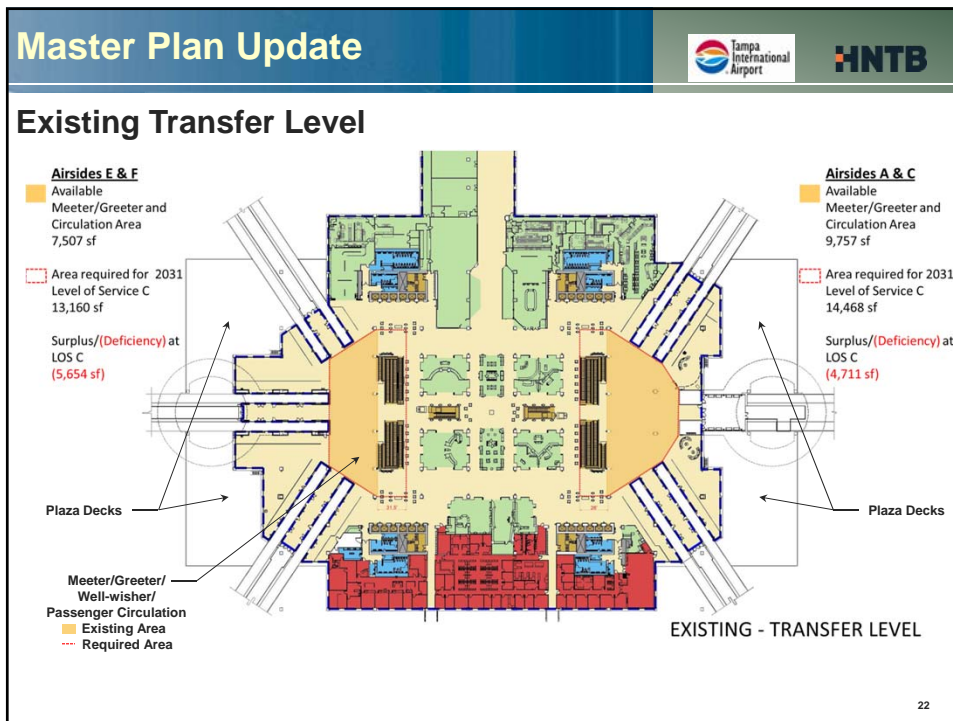 Master Plan Update
Tampa
International
Airport
HNTB
Existing Transfer Level
Airsides E & F
Available
Meeter/Greeter and
Circulation Area
7,507 sf
Area required for 2031
Level of Service C
13,160 sf
Surplus/(Deficiency) at
LOS C
(5,654 sf)
Airsides A & C
Available
Meeter/Greeter and
Circulation Area
9,757 sf
Area required for 2031
Level of Service C
14,468 sf
Surplus/(Deficiency) at
LOS C
(4,711 sf)
Plaza Decks
Plaza Decks
Meeter/Greeter/
Well-wisher/
Passenger Circulation
Existing Area
Required Area
EXISTING - TRANSFER LEVEL
22